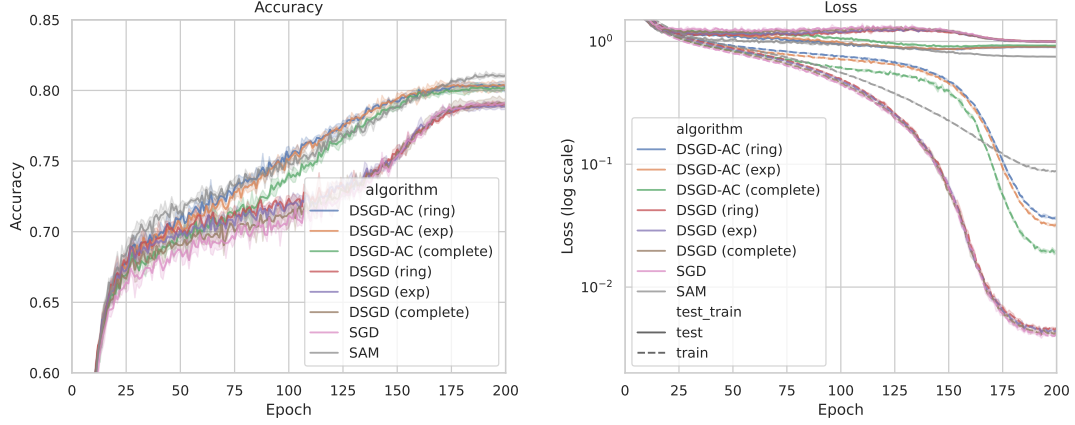 Accuracy
0.85
0.80
0.75
0.70
0.65
0.60
Accuracy
0
25
50
75
100
125
150
175
200
Epoch
algorithm
DSGD-AC (ring)
DSGD-AC (exp)
DSGD-AC (complete)
DSGD (ring)
DSGD (exp)
DSGD (complete)
SGD
SAM
Loss
10⁰
10⁻¹
10⁻²
Loss (log scale)
0
25
50
75
100
125
150
175
200
Epoch
algorithm
DSGD-AC (ring)
DSGD-AC (exp)
DSGD-AC (complete)
DSGD (ring)
DSGD (exp)
DSGD (complete)
SGD
SAM
test_train
test
train